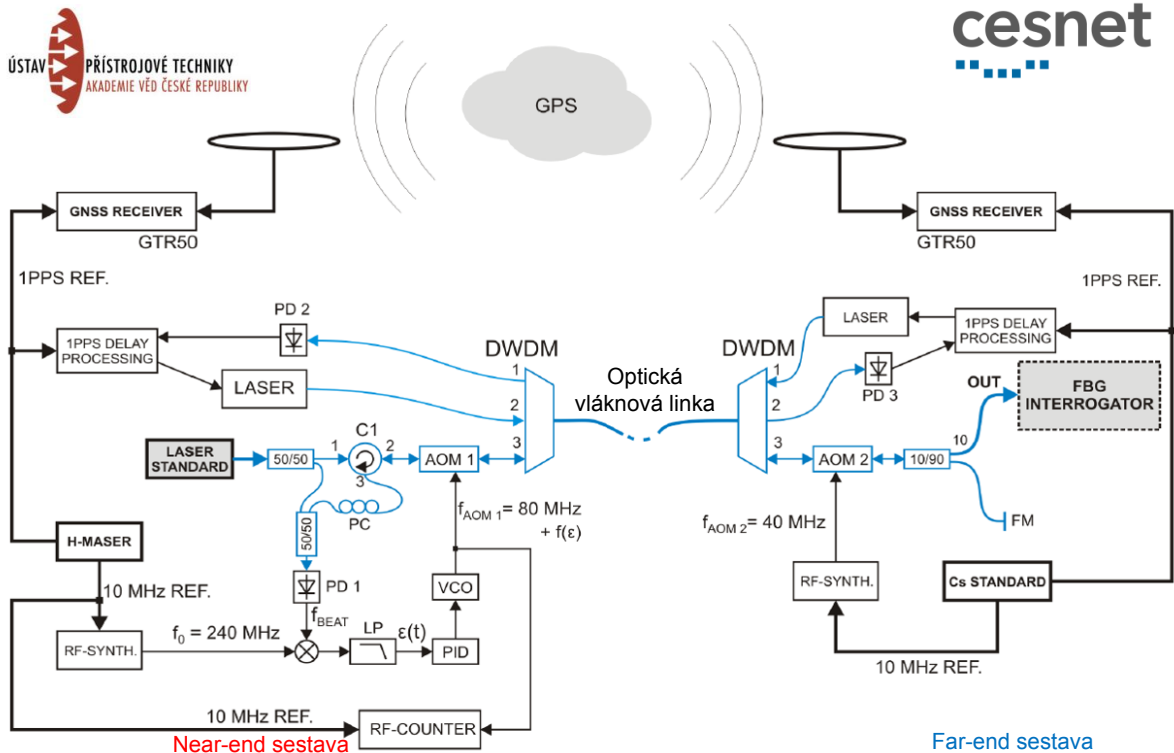 ÚSTAV
PŘÍSTROJOVÉ TECHNIKY
AKADEMIE VĚD ČESKÉ REPUBLIKY
cesnet
GPS
GNSS RECEIVER
GTR50
1PPS REF.
GNSS RECEIVER
GTR50
1PPS REF.
PD 2
1PPS DELAY
PROCESSING
LASER
DWDM
1
2
3
Optická
vláknová linka
DWDM
1
2
3
LASER
1PPS DELAY
PROCESSING
PD 3
OUT
FBG
INTERROGATOR
LASER
STANDARD
50/50
1
C1
2
3
AOM 1
PC
50/50
PD 1
fBEAT
fAOM 1 = 80 MHz
+ f(ε)
AOM 2
10/90
10
FM
fAOM 2 = 40 MHz
H-MASER
10 MHz REF.
RF-SYNTH.
f0 = 240 MHz
LP
ε(t)
PID
VCO
RF-SYNTH.
Cs STANDARD
10 MHz REF.
10 MHz REF.
RF-COUNTER
Near-end sestava
Far-end sestava